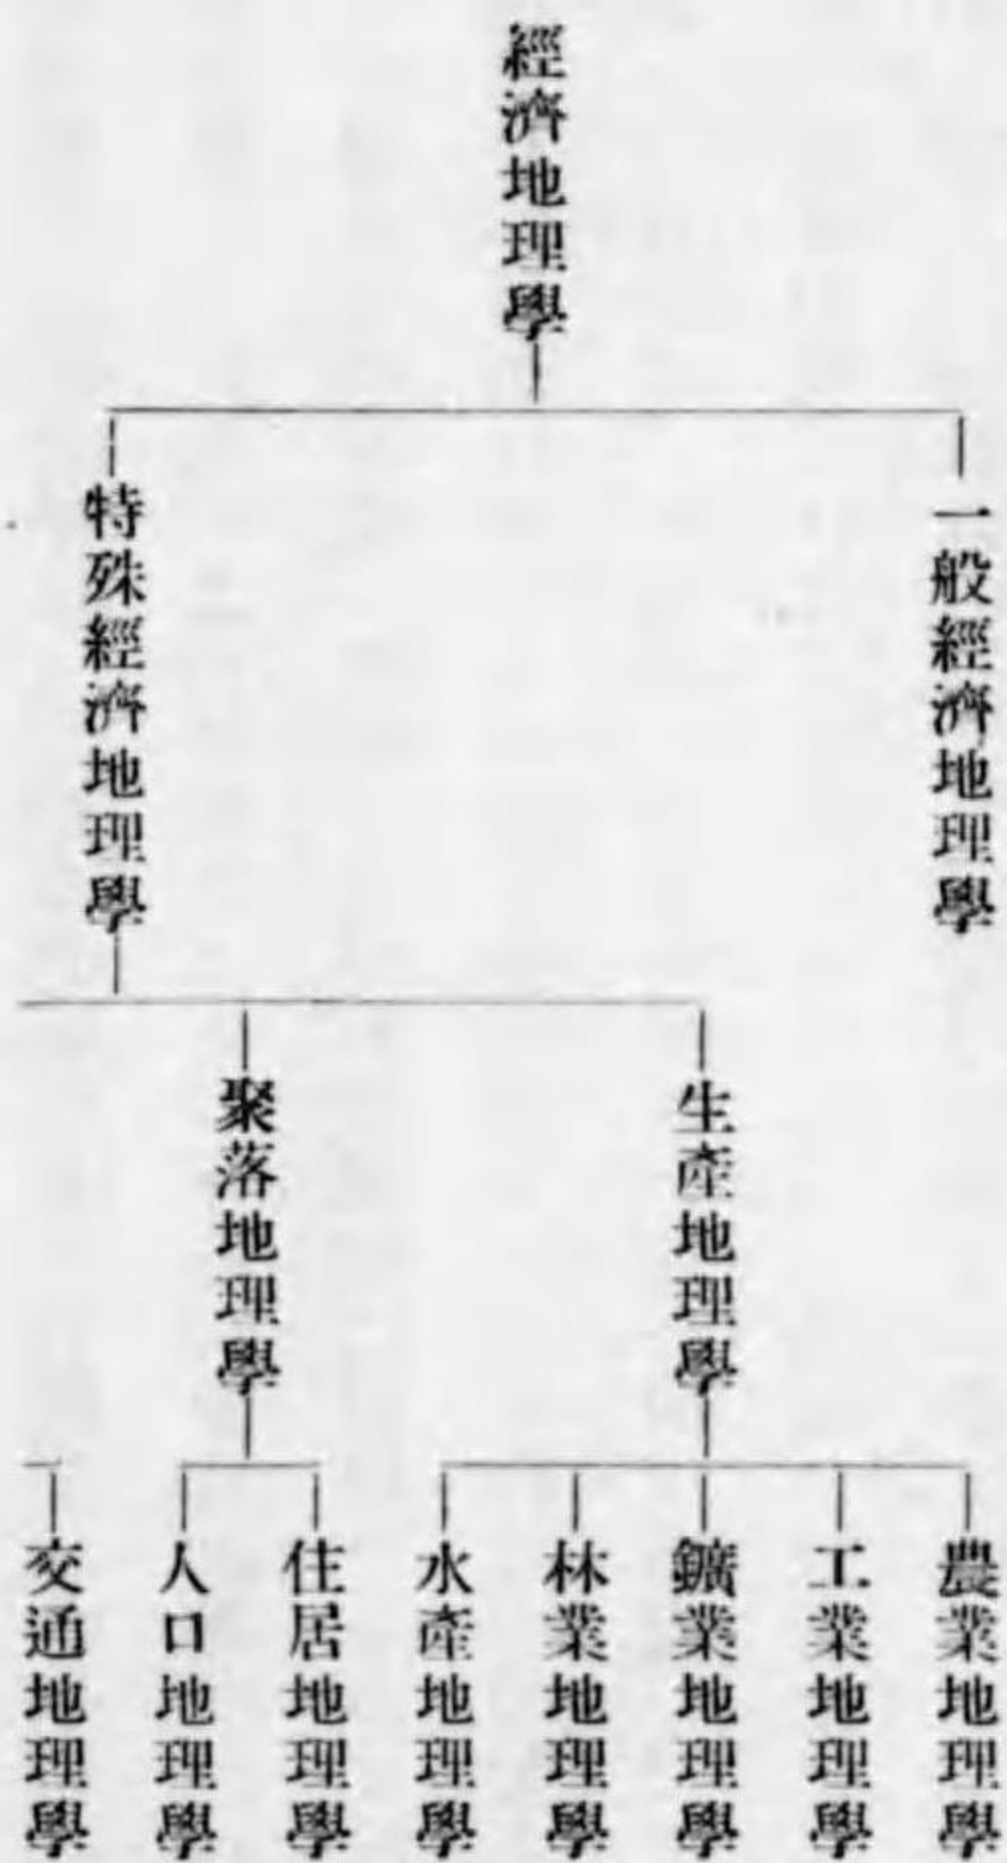 經濟地理學
一般經濟地理學
特殊經濟地理學
生產地理學
聚落地理學
農業地理學
工業地理學
鑛業地理學
林業地理學
水產地理學
住居地理學
人口地理學
交通地理學